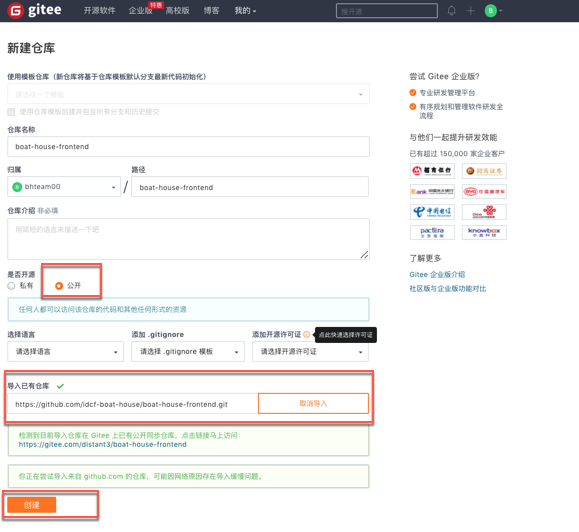 gitee
开源软件
企业版
特惠
高校版
博客
我的
搜开源
B
新建仓库
使用模板仓库（新仓库将基于仓库模板默认分支最新代码初始化）
请选择一个模板
使用仓库模板创建并包含所有分支和历史提交
仓库名称
boat-house-frontend
归属
路径
B bhteam00
/
boat-house-frontend
仓库介绍 非必填
用简短的语言来描述一下吧
是否开源
私有
公开
任何人都可以访问该仓库的代码和其他任何形式的资源
选择语言
添加 .gitignore
添加开源许可证
点此快速选择许可证
请选择语言
请选择 .gitignore 模板
请选择开源许可证
导入已有仓库
https://github.com/idcf-boat-house/boat-house-frontend.git
取消导入
检测到目前导入仓库在 Gitee 上已有公开同步仓库，点击链接马上访问：
https://gitee.com/distant3/boat-house-frontend
你正在尝试导入来自 github.com 的仓库，可能因网络原因存在导入缓慢问题。
创建
尝试 Gitee 企业版?
专业研发管理平台
有序规划和管理软件研发全
流程
与他们一起提升研发效能
已有超过 150,000 家企业客户
招商银行
招商证券
Bank
中国电信
pactera
knowbox
了解更多
Gitee 企业版介绍
社区版与企业版功能对比